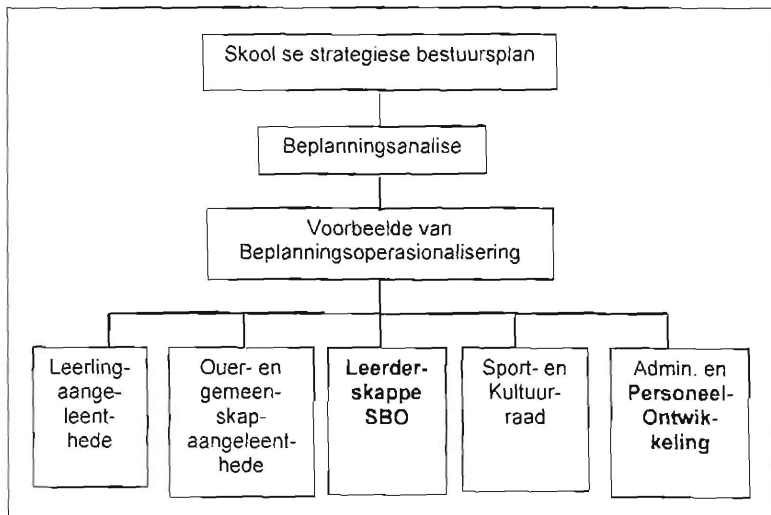 Skool se strategiese bestuursplan
Beplanningsanalise
Voorbeelde van
Beplanningsoperasionalisering
Leerling-
aange-
leent-
hede
Ouer- en
gemeen-
skap-
aangeleent-
hede
Leerder-
skappe
SBO
Sport- en
Kultuur-
raad
Admin. en
Personeel-
Ontwik-
keling